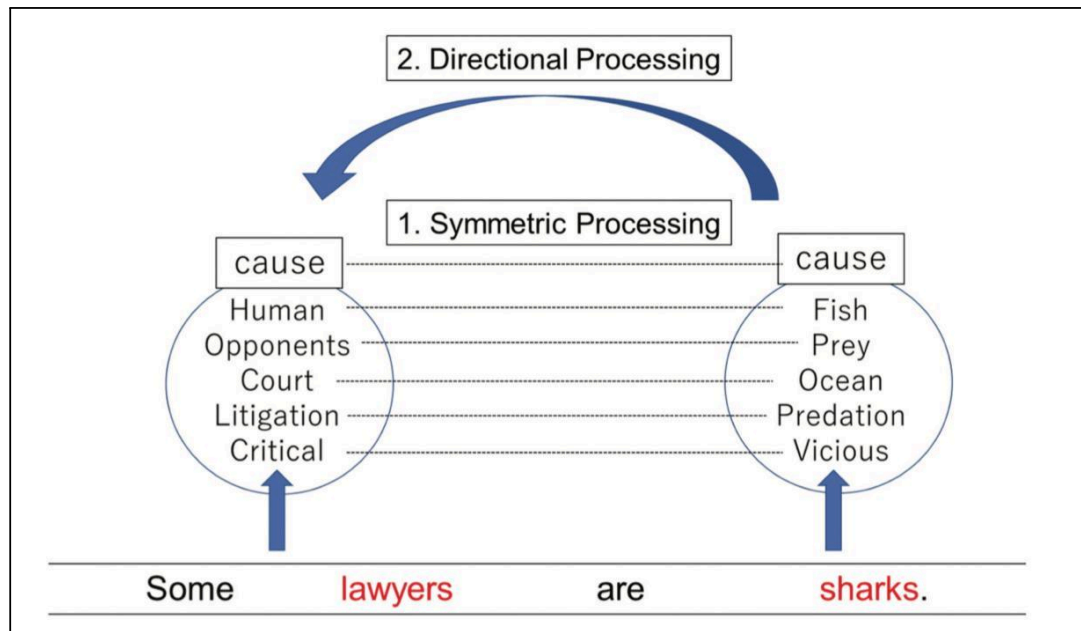 2. Directional Processing
1. Symmetric Processing
cause cause
Human Fish
Opponents Prey
Court Ocean
Litigation Predation
Critical Vicious
Some lawyers are sharks.